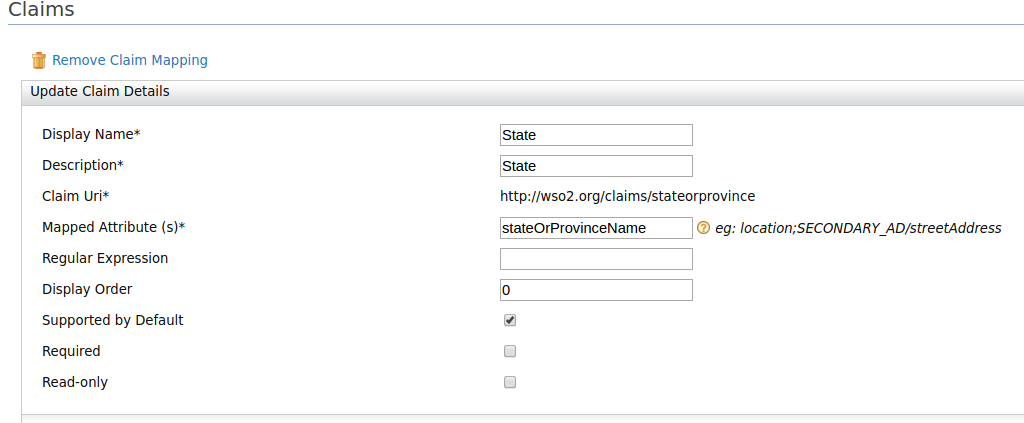 Claims
Remove Claim Mapping
Update Claim Details
Display Name* State
Description* State
Claim Uri* http://wso2.org/claims/stateorprovince
Mapped Attribute (s)* stateOrProvinceName ? eg: location;SECONDARY_AD/streetAddress
Regular Expression
Display Order 0
Supported by Default
Required
Read-only